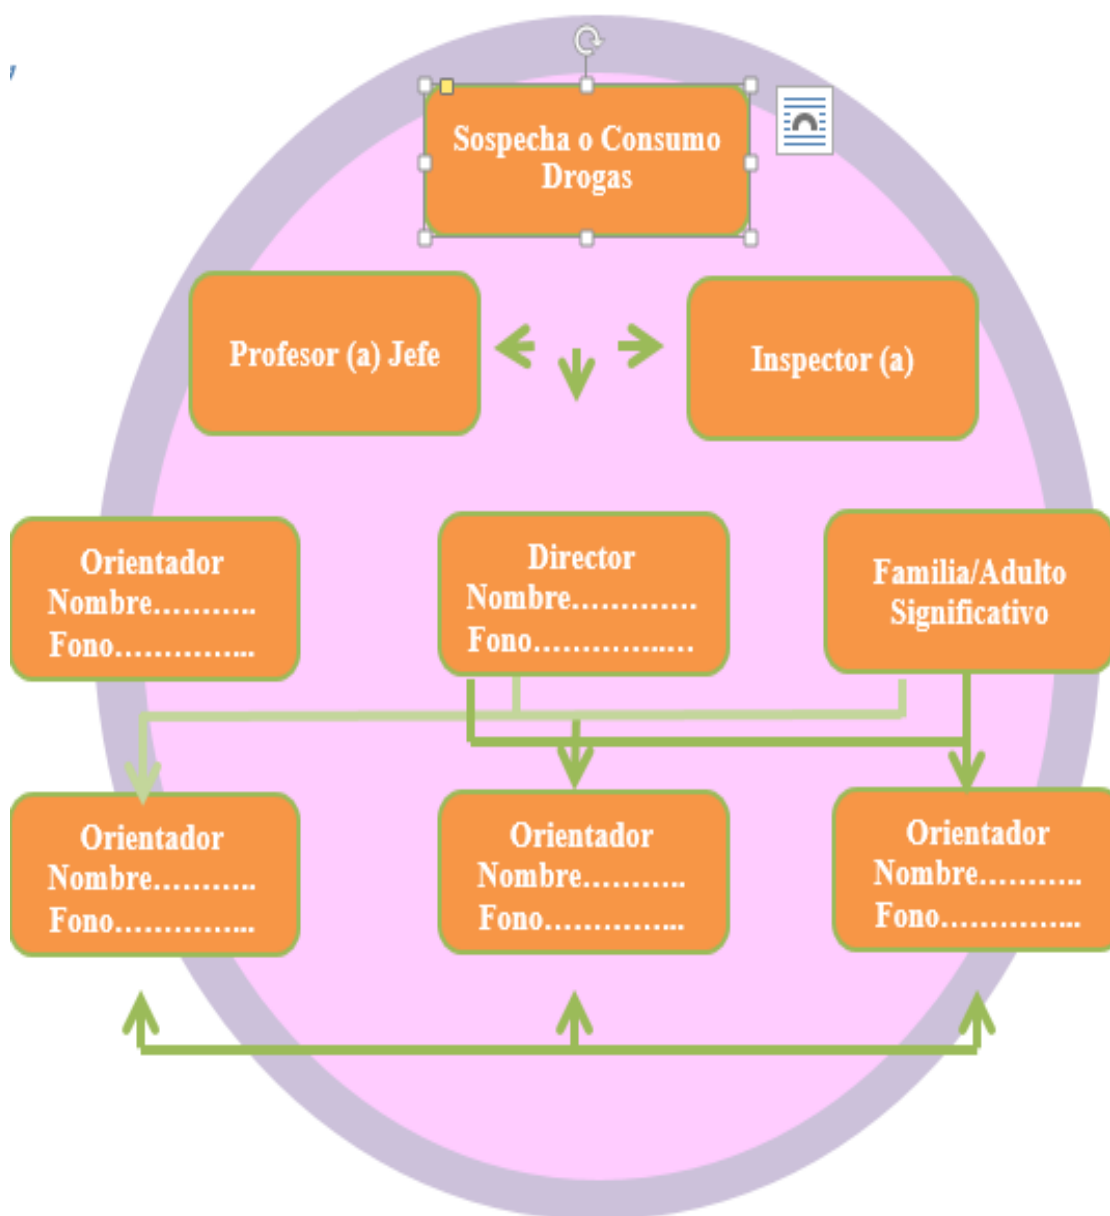 Sospecha o Consumo
Drogas
Profesor (a) Jefe
Inspector (a)
Orientador
Nombre………..
Fono…………...
Director
Nombre………….
Fono…………..…
Familia/Adulto
Significativo
Orientador
Nombre………..
Fono…………...
Orientador
Nombre………..
Fono…………...
Orientador
Nombre………..
Fono…………...